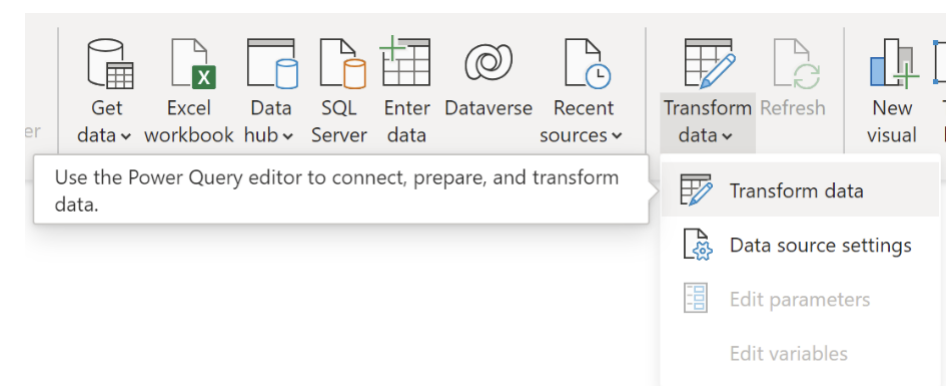 Get data
Excel workbook
Data hub
SQL Server
Enter data
Dataverse
Recent sources
Transform data
Refresh
New visual
er
X
Use the Power Query editor to connect, prepare, and transform
data.
Transform data
Data source settings
Edit parameters
Edit variables